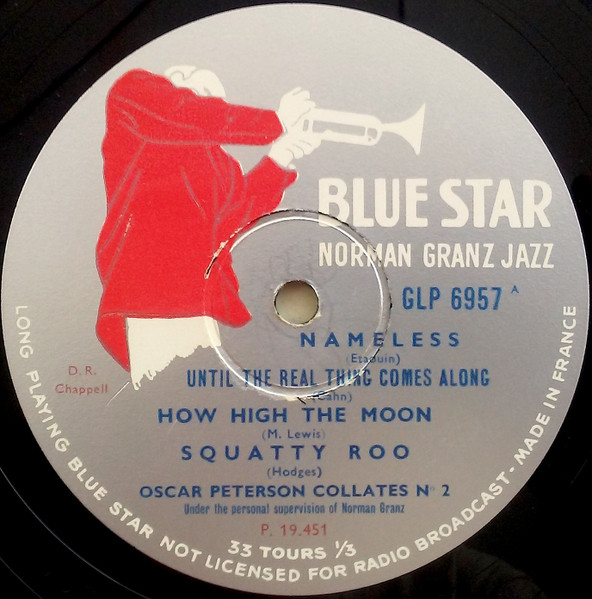 BLUE STAR
NORMAN GRANZ JAZZ
GLP 6957 A
NAMELESS
(Etaouin)
D. R.
Chappell
UNTIL THE REAL THING COMES ALONG
(Cahn)
HOW HIGH THE MOON
(M. Lewis)
SQUATTY ROO
(Hodges)
OSCAR PETERSON COLLATES No 2
Under the personal supervision of Norman Granz
P. 19.451
33 TOURS 1/3
LONG PLAYING BLUE STAR NOT LICENSED FOR RADIO BROADCAST - MADE IN FRANCE